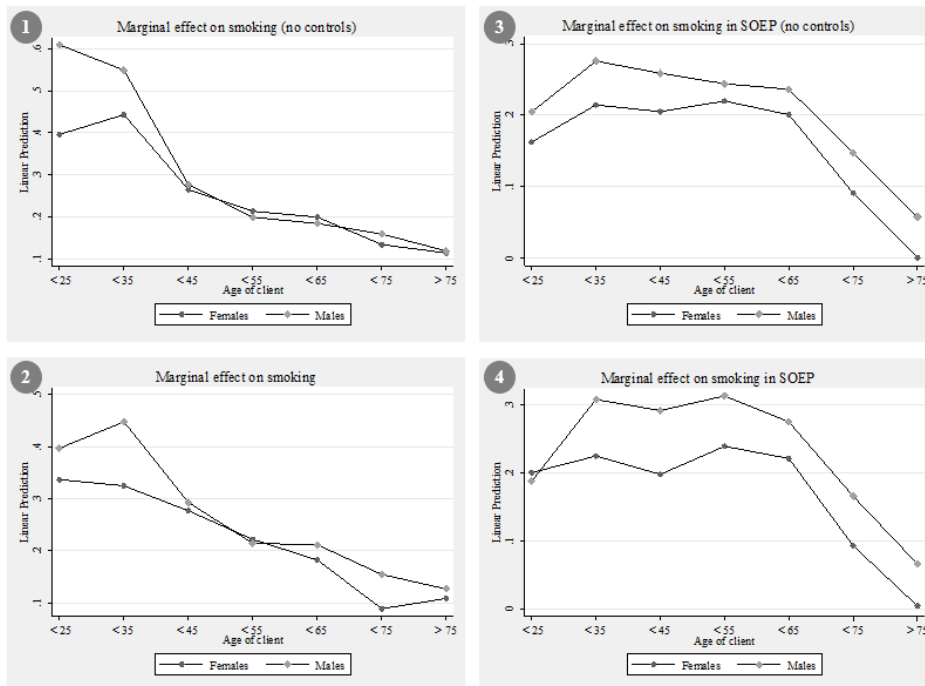 1
Marginal effect on smoking (no controls)
Linear Prediction
.6
.5
.4
.3
.2
.1
<25
<35
<45
<55
<65
<75
>75
Age of client
Females
Males
3
Marginal effect on smoking in SOEP (no controls)
Linear Prediction
.3
.2
.1
0
<25
<35
<45
<55
<65
<75
>75
Age of client
Females
Males
2
Marginal effect on smoking
Linear Prediction
.5
.4
.3
.2
.1
<25
<35
<45
<55
<65
<75
>75
Age of client
Females
Males
4
Marginal effect on smoking in SOEP
Linear Prediction
.3
.2
.1
0
<25
<35
<45
<55
<65
<75
>75
Age of client
Females
Males